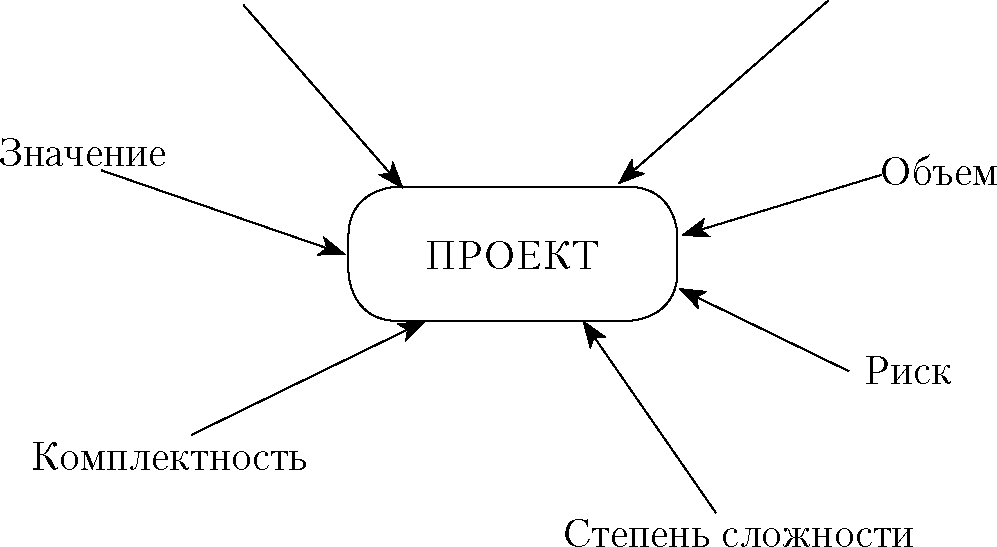 Значение
Объем
ПРОЕКТ
Риск
Комплектность
Степень сложности